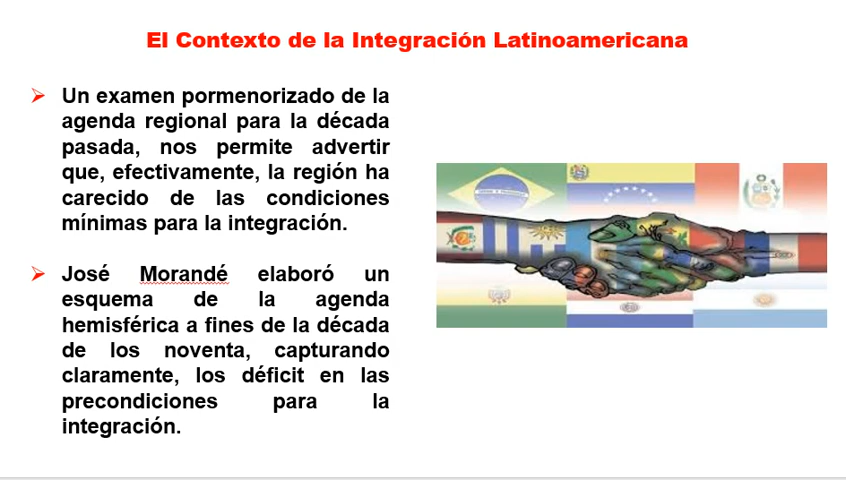 El Contexto de la Integración Latinoamericana
Un examen pormenorizado de la
agenda regional para la década
pasada, nos permite advertir
que, efectivamente, la región ha
carecido de las condiciones
mínimas para la integración.
José Morandé elaboró un
esquema de la agenda
hemisférica a fines de la década
de los noventa, capturando
claramente, los déficit en las
precondiciones para la
integración.